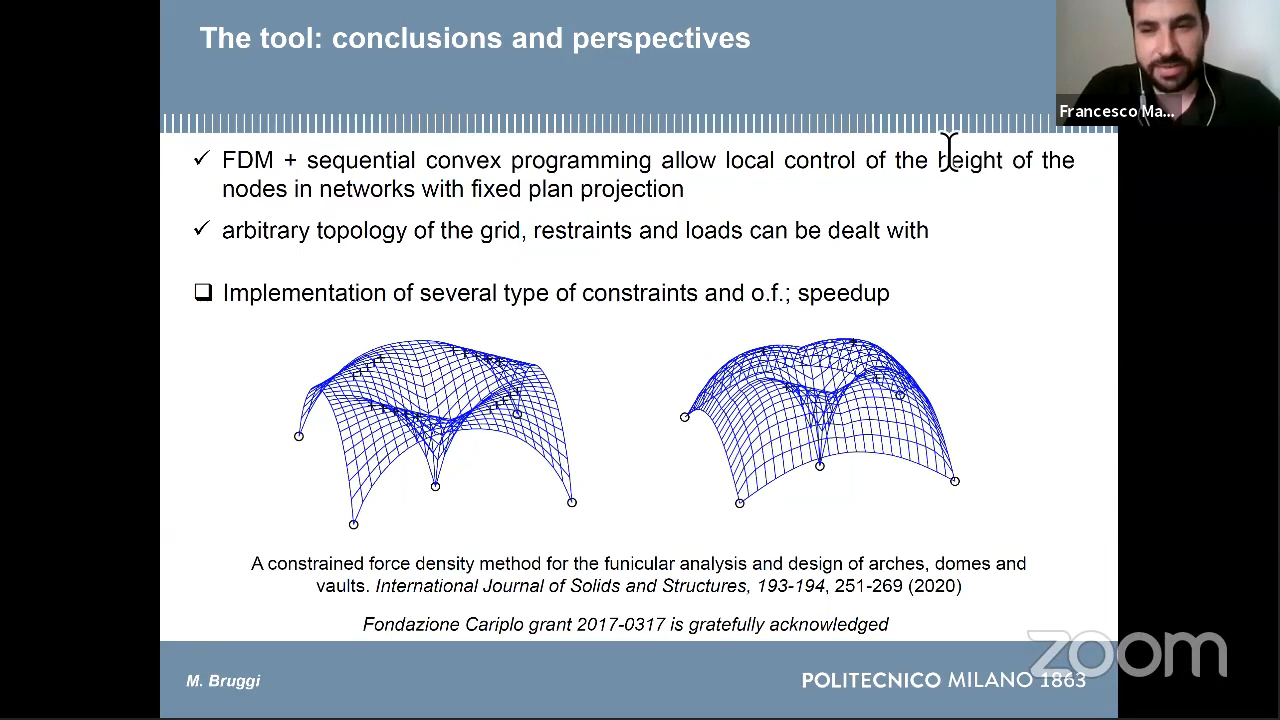 The tool: conclusions and perspectives
Francesco Ma...
✓ FDM + sequential convex programming allow local control of the height of the
nodes in networks with fixed plan projection
✓ arbitrary topology of the grid, restraints and loads can be dealt with
❑ Implementation of several type of constraints and o.f.; speedup
A constrained force density method for the funicular analysis and design of arches, domes and
vaults. International Journal of Solids and Structures, 193-194, 251-269 (2020)
Fondazione Cariplo grant 2017-0317 is gratefully acknowledged
zoom
M. Bruggi
POLITECNICO MILANO 1863